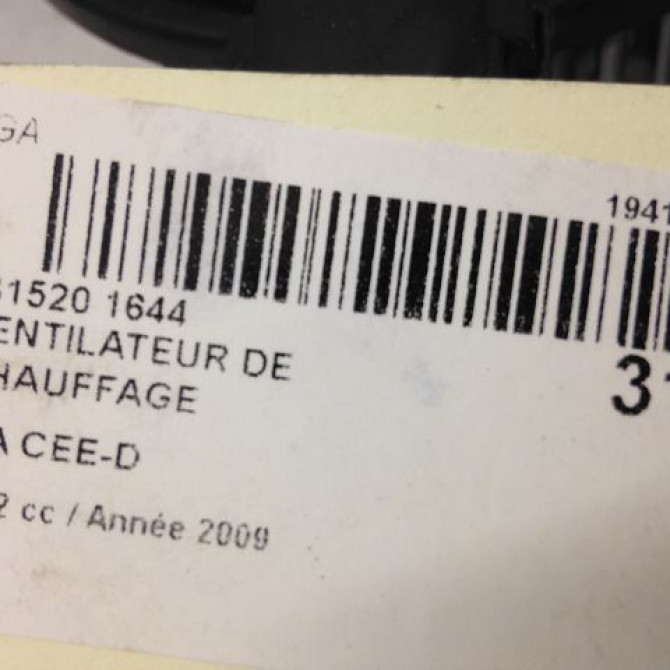 GA
1941
31520 1644
ENTILATEUR DE
HAUFFAGE
31
A CEE-D
2 cc / Année 2009